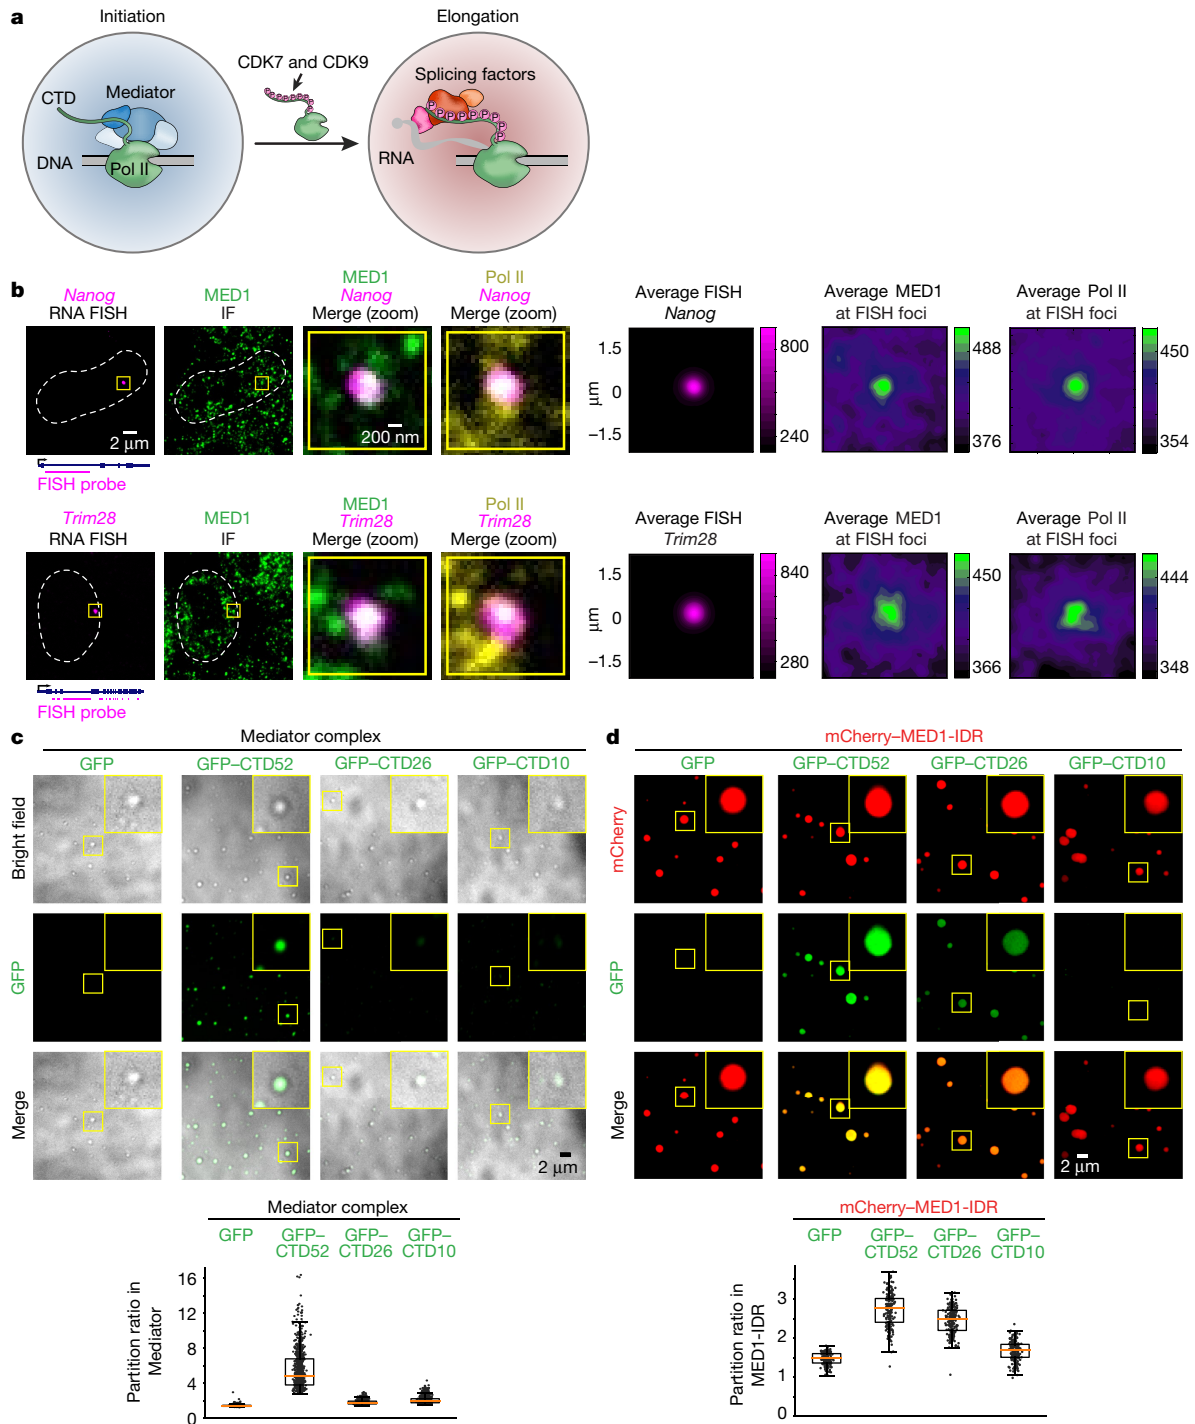 a
Initiation
Elongation
CDK7 and CDK9
CTD
Mediator
DNA
Pol II
Splicing factors
RNA
P P P P P P P
P P P P P P P P P P
b
Nanog
RNA FISH
MED1
IF
MED1
Nanog
Merge (zoom)
Pol II
Nanog
Merge (zoom)
Average FISH
Nanog
Average MED1
at FISH foci
Average Pol II
at FISH foci
2 μm
200 nm
μm
1.5
0
–1.5
800
240
488
376
450
354
FISH probe
Trim28
RNA FISH
MED1
IF
MED1
Trim28
Merge (zoom)
Pol II
Trim28
Merge (zoom)
Average FISH
Trim28
Average MED1
at FISH foci
Average Pol II
at FISH foci
μm
1.5
0
–1.5
840
280
450
366
444
348
FISH probe
c
Mediator complex
GFP
GFP–CTD52
GFP–CTD26
GFP–CTD10
Bright field
GFP
Merge
2 μm
Mediator complex
GFP
GFP–
CTD52
GFP–
CTD26
GFP–
CTD10
Partition ratio in
Mediator
16
12
8
4
0
d
mCherry–MED1-IDR
GFP
GFP–CTD52
GFP–CTD26
GFP–CTD10
mCherry
GFP
Merge
2 μm
mCherry–MED1-IDR
GFP
GFP–
CTD52
GFP–
CTD26
GFP–
CTD10
Partition ratio in
MED1-IDR
3
2
1
0